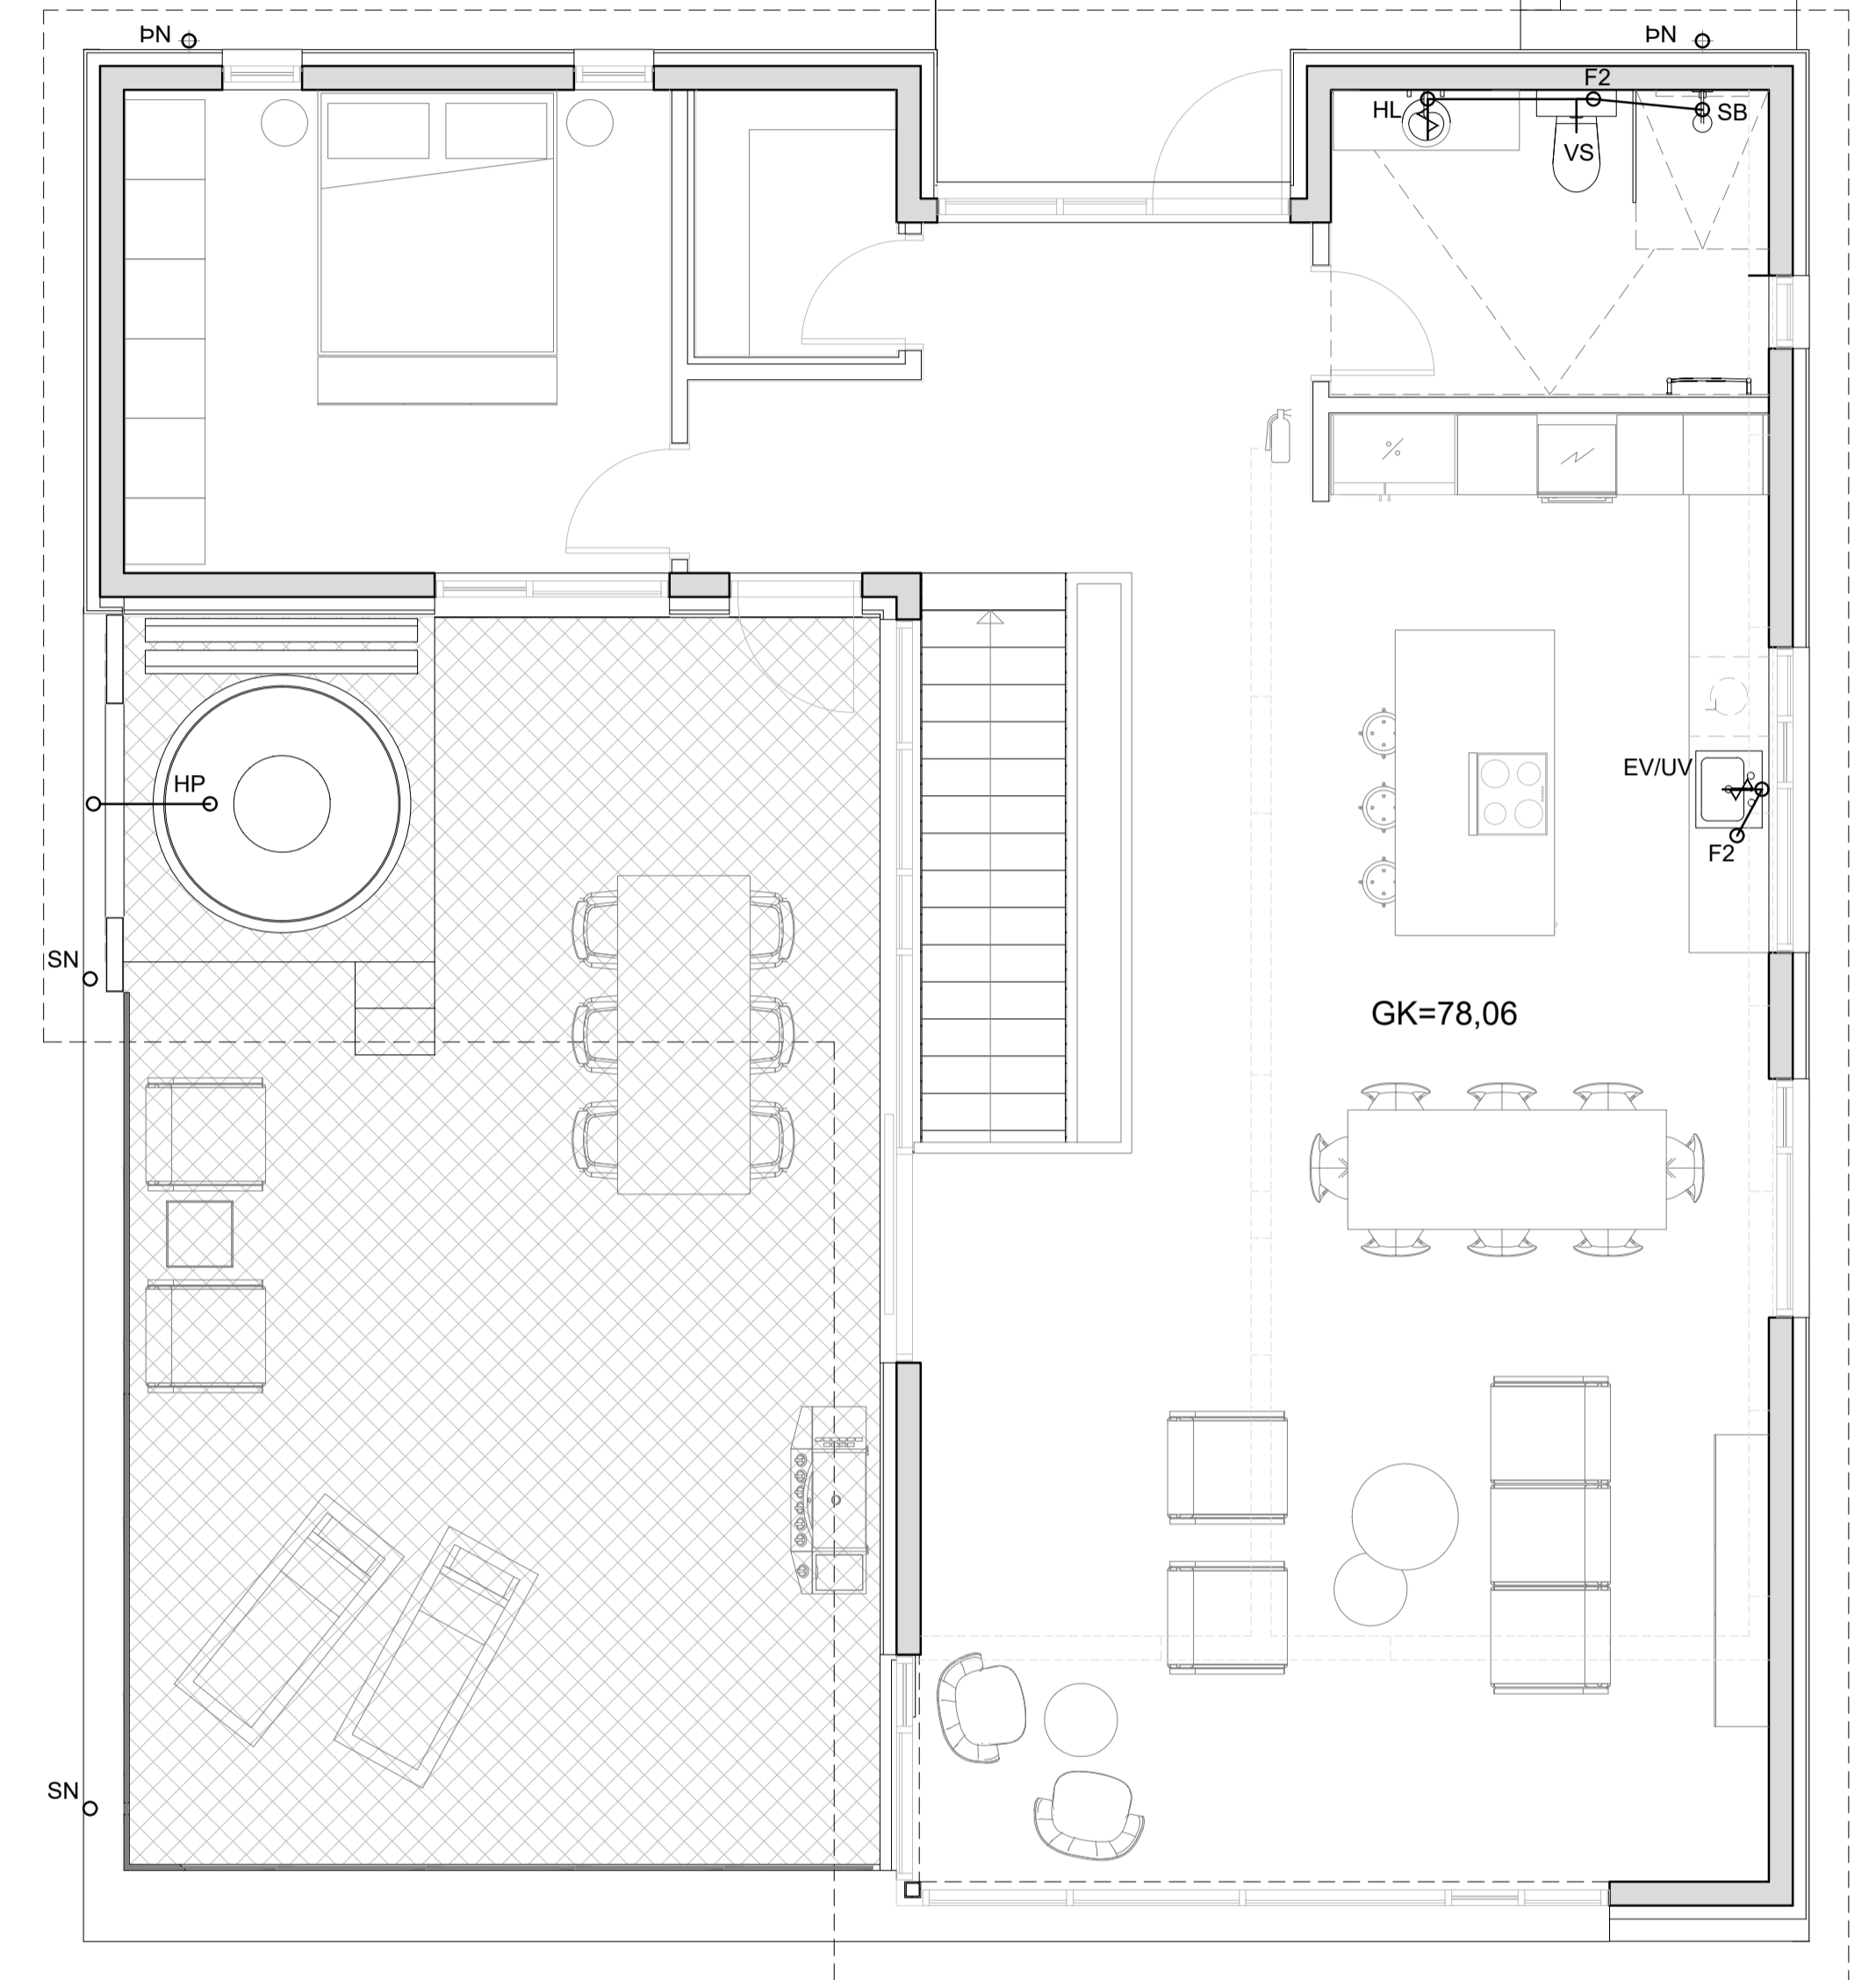 ÞN
ÞN
F2
HL
SB
VS
HP
EV/UV
F2
SN
GK=78,06
SN